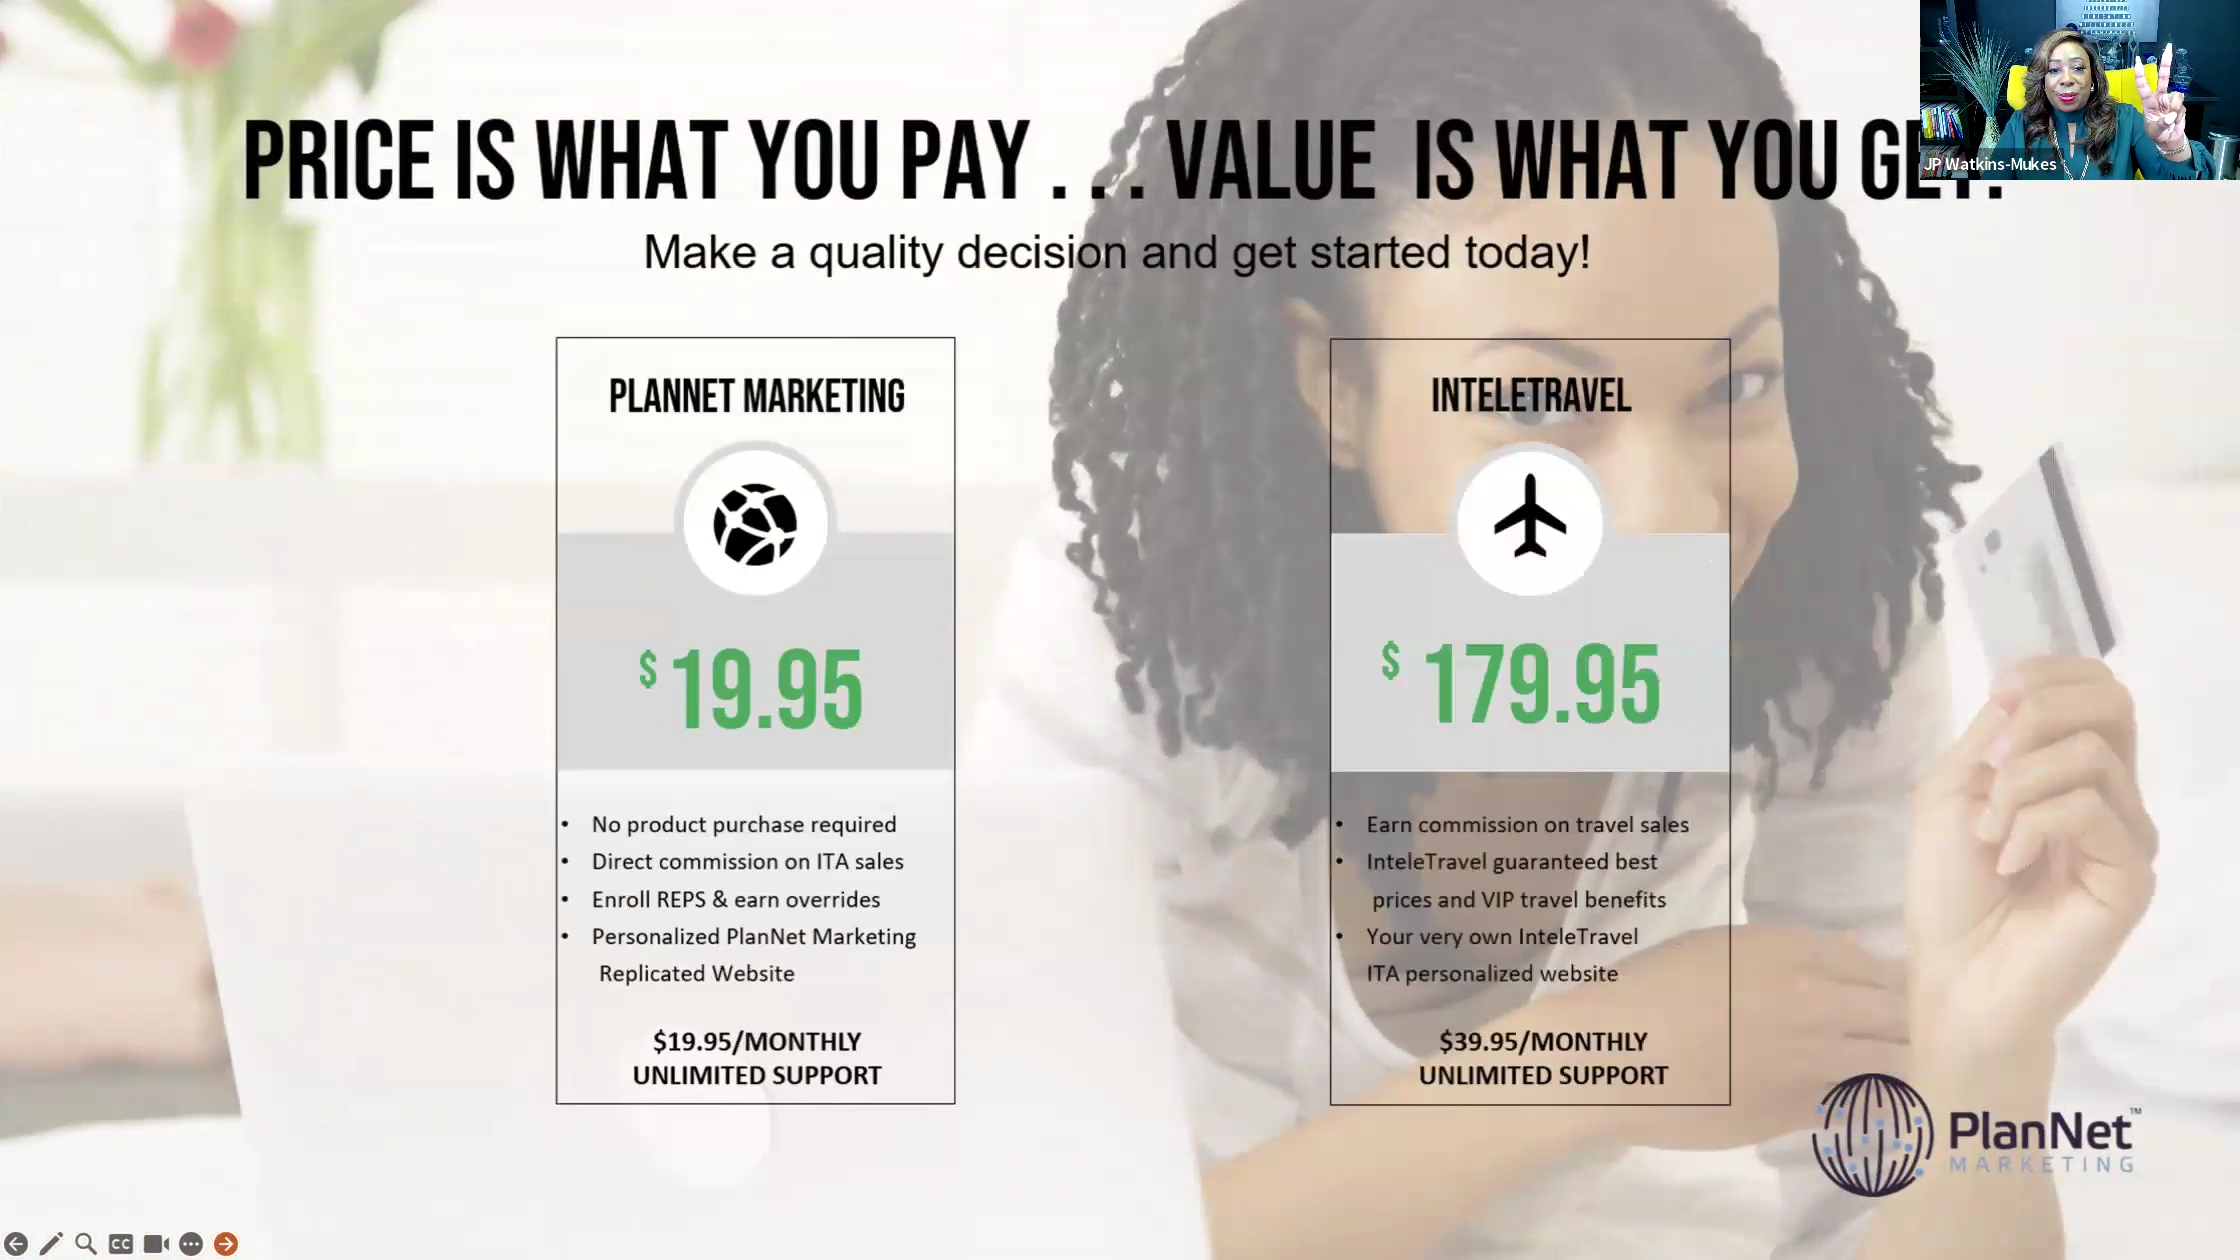 PRICE IS WHAT YOU PAY . . . VALUE IS WHAT YOU GET.
JP Watkins-Mukes
Make a quality decision and get started today!
PLANNET MARKETING
$ 19.95
• No product purchase required
• Direct commission on ITA sales
• Enroll REPS & earn overrides
• Personalized PlanNet Marketing
Replicated Website
$19.95/MONTHLY
UNLIMITED SUPPORT
INTELETRAVEL
$ 179.95
• Earn commission on travel sales
• InteleTravel guaranteed best
prices and VIP travel benefits
• Your very own InteleTravel
ITA personalized website
$39.95/MONTHLY
UNLIMITED SUPPORT
PlanNet™
MARKETING
CC